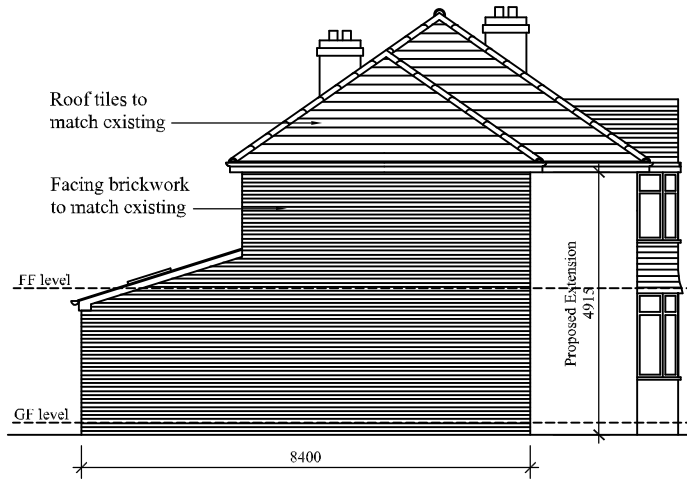 Roof tiles to
match existing
Facing brickwork
to match existing
FF level
Proposed Extension
4915
GF level
8400